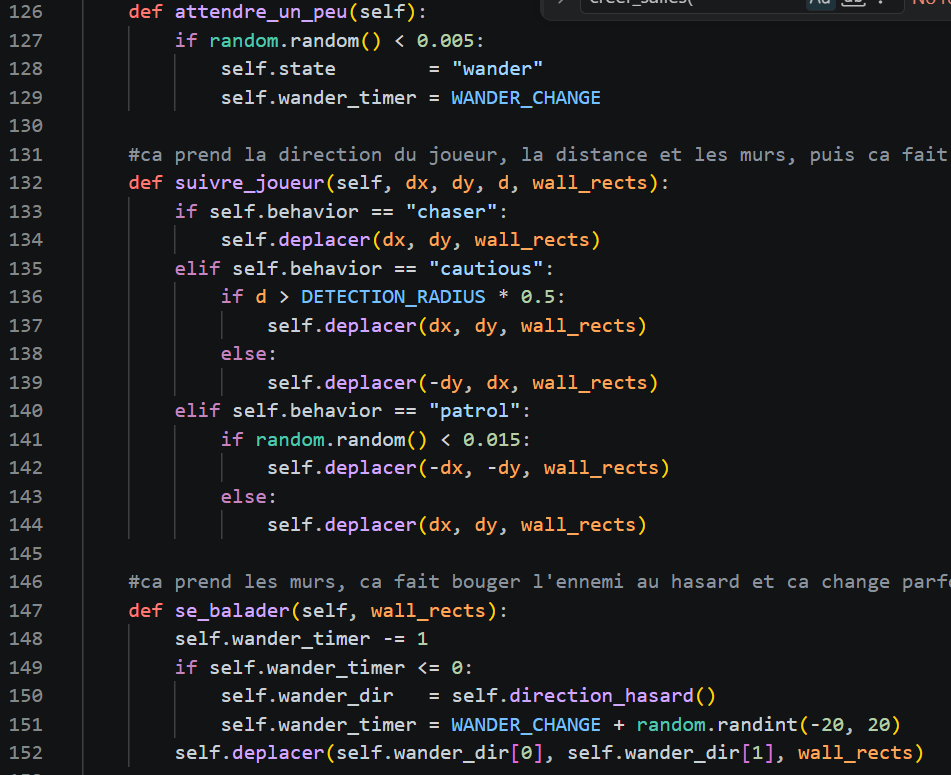 creer_salles(
126 def attendre_un_peu(self):
127 if random.random() < 0.005:
128 self.state = "wander"
129 self.wander_timer = WANDER_CHANGE
130
131 #ca prend la direction du joueur, la distance et les murs, puis ca fait
132 def suivre_joueur(self, dx, dy, d, wall_rects):
133 if self.behavior == "chaser":
134 self.deplacer(dx, dy, wall_rects)
135 elif self.behavior == "cautious":
136 if d > DETECTION_RADIUS * 0.5:
137 self.deplacer(dx, dy, wall_rects)
138 else:
139 self.deplacer(-dy, dx, wall_rects)
140 elif self.behavior == "patrol":
141 if random.random() < 0.015:
142 self.deplacer(-dx, -dy, wall_rects)
143 else:
144 self.deplacer(dx, dy, wall_rects)
145
146 #ca prend les murs, ca fait bouger l'ennemi au hasard et ca change
147 def se_balader(self, wall_rects):
148 self.wander_timer -= 1
149 if self.wander_timer <= 0:
150 self.wander_dir = self.direction_hasard()
151 self.wander_timer = WANDER_CHANGE + random.randint(-20, 20)
152 self.deplacer(self.wander_dir[0], self.wander_dir[1], wall_rects)